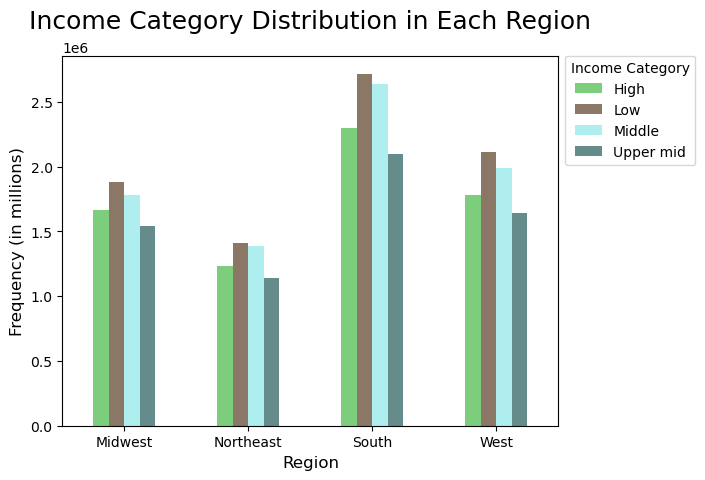 Income Category Distribution in Each Region
1e6
Income Category
High
Low
Middle
Upper mid
Frequency (in millions)
2.5
2.0
1.5
1.0
0.5
0.0
Midwest Northeast South West
Region